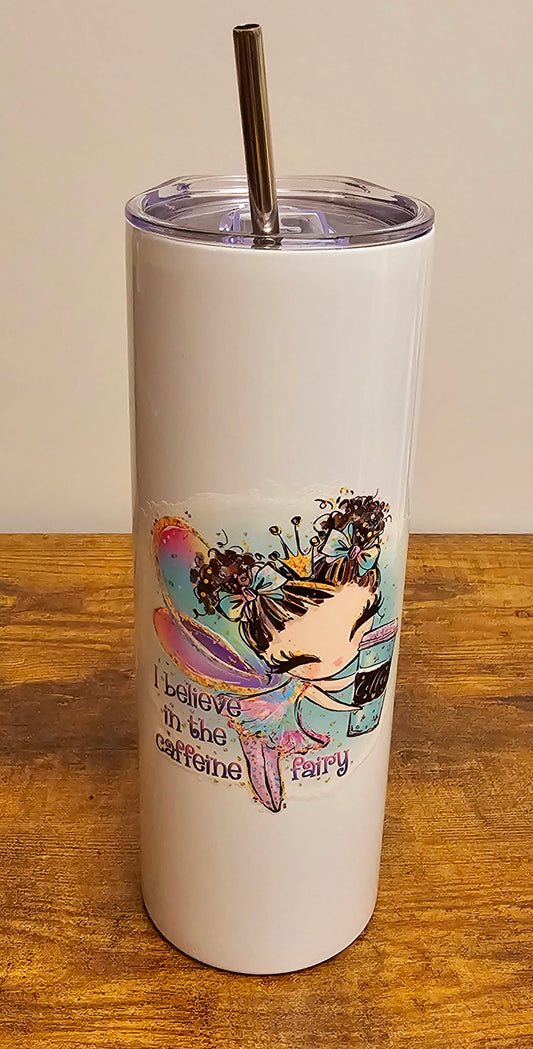 I believe
in the
caffeine fairy